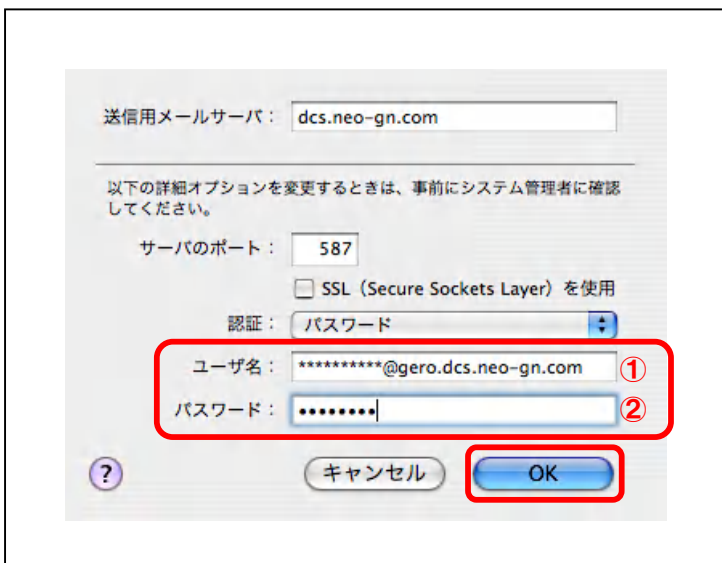 送信用メールサーバ： dcs.neo-gn.com
以下の詳細オプションを変更するときは、事前にシステム管理者に確認
してください。
サーバのポート： 587
SSL（Secure Sockets Layer）を使用
認証： パスワード
ユーザ名： **********@gero.dcs.neo-gn.com ①
パスワード： •••••••• ②
? キャンセル OK